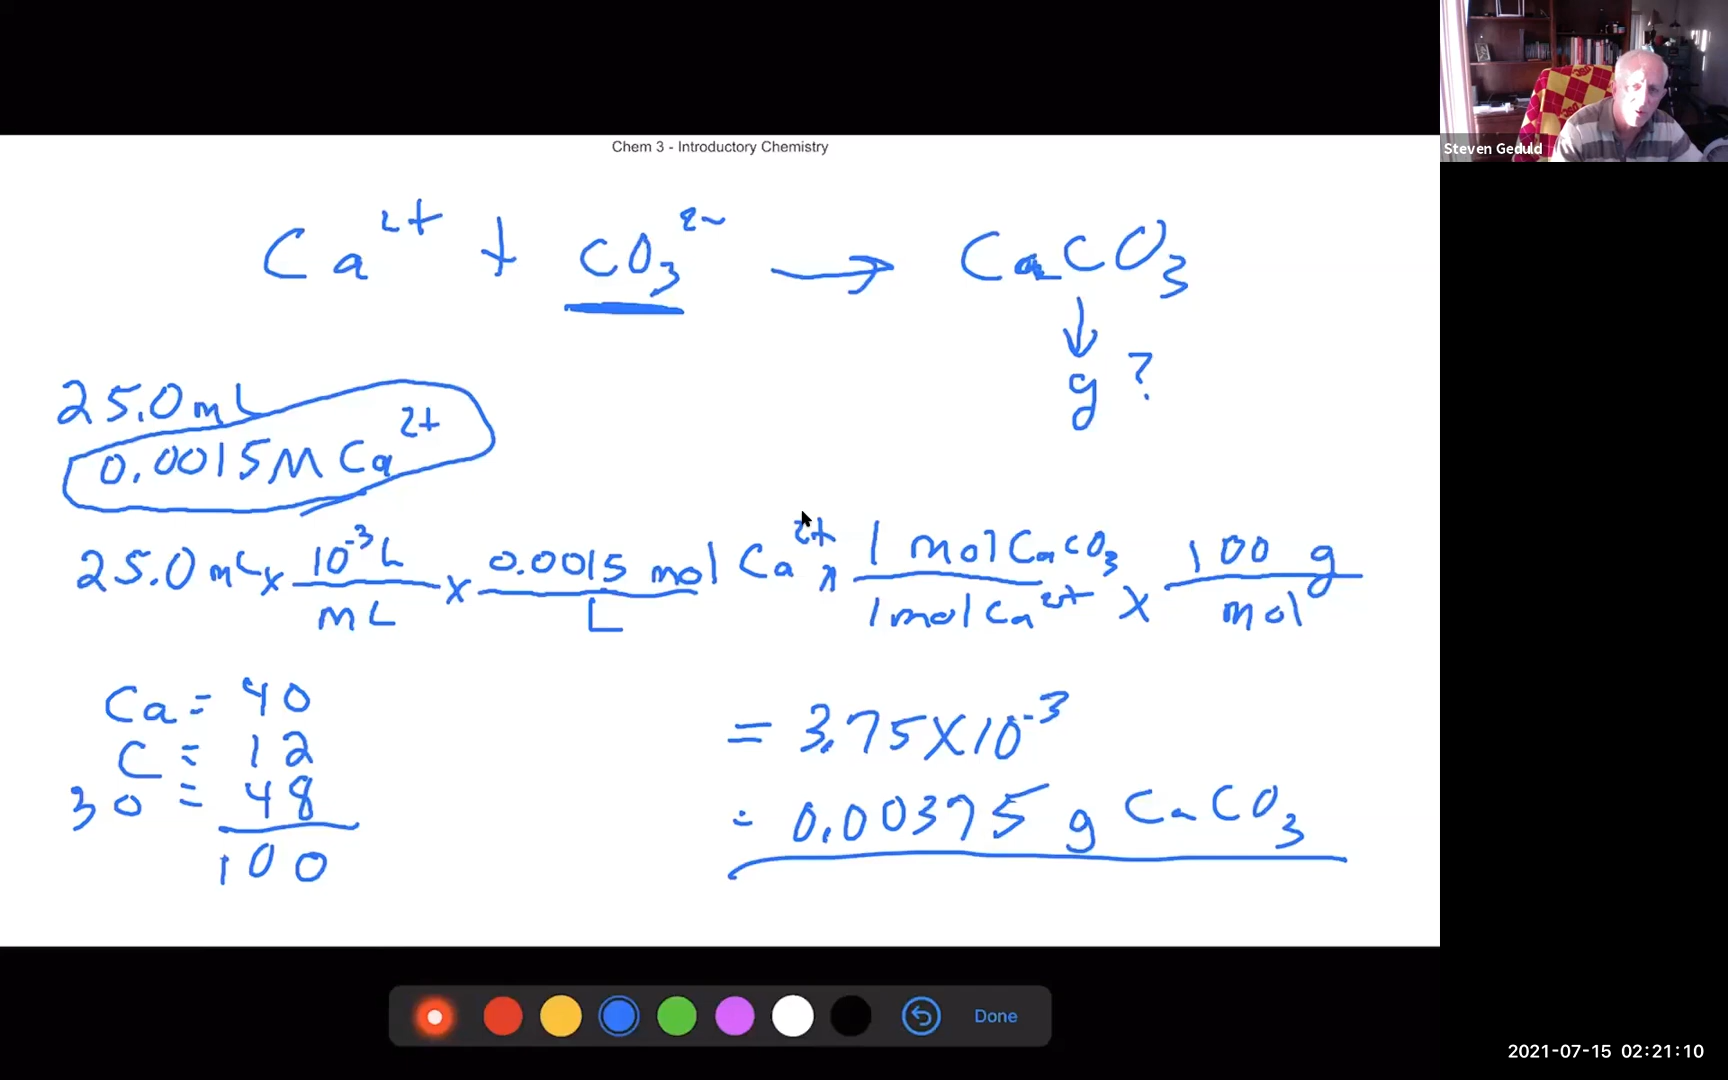 Chem 3 - Introductory Chemistry
Steven Geduld
Ca²⁺ + CO₃²⁻ → CaCO₃
↓
g ?
25.0 mL
0.0015 M Ca²⁺
25.0 mL x 10⁻³ L / mL x 0.0015 mol Ca²⁺ / L x 1 mol CaCO₃ / 1 mol Ca²⁺ x 100 g / mol
Ca = 40
C = 12
3 O = 48
100
= 3.75 X 10⁻³
= 0.00375 g CaCO₃
Done
2021-07-15 02:21:10